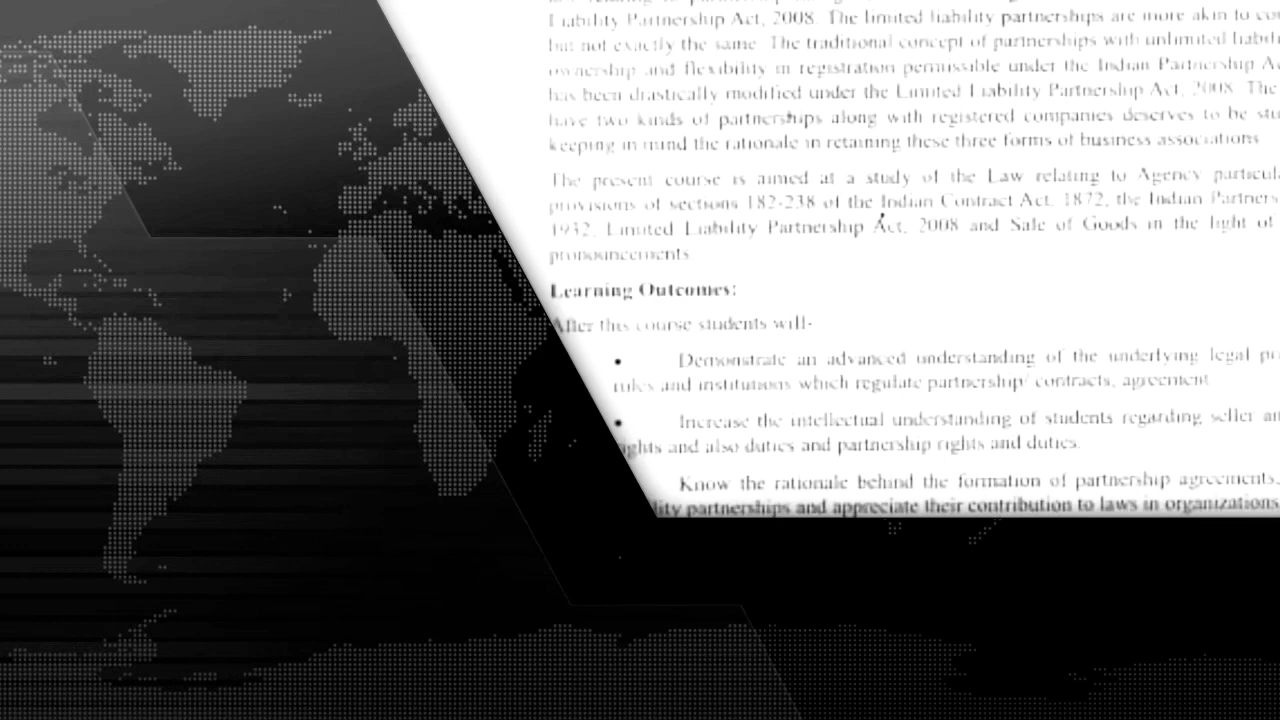 Liability Partnership Act, 2008. The limited liability partnerships are more akin to
but not exactly the same. The traditional concept of partnerships with unlimited
ownership and flexibility in registration permissible under the Indian Partnership
has been drastically modified under the Limited Liability Partnership Act, 2008. The
have two kinds of partnerships along with registered companies deserves to be
keeping in mind the rationale in retaining these three forms of business associations
The present course is aimed at a study of the Law relating to Agency
provisions of sections 182-238 of the Indian Contract Act, 1872, the Indian
1932, Limited Liability Partnership Act, 2008 and Sale of Goods in the light of
pronouncements.
Learning Outcomes:
After this course students will-
• Demonstrate an advanced understanding of the underlying legal
rules and institutions which regulate partnership/ contracts, agreement
• Increase the intellectual understanding of students regarding seller
and also duties and partnership rights and duties.
Know the rationale behind the formation of partnership agreements,
partnerships and appreciate their contribution to laws in organizations